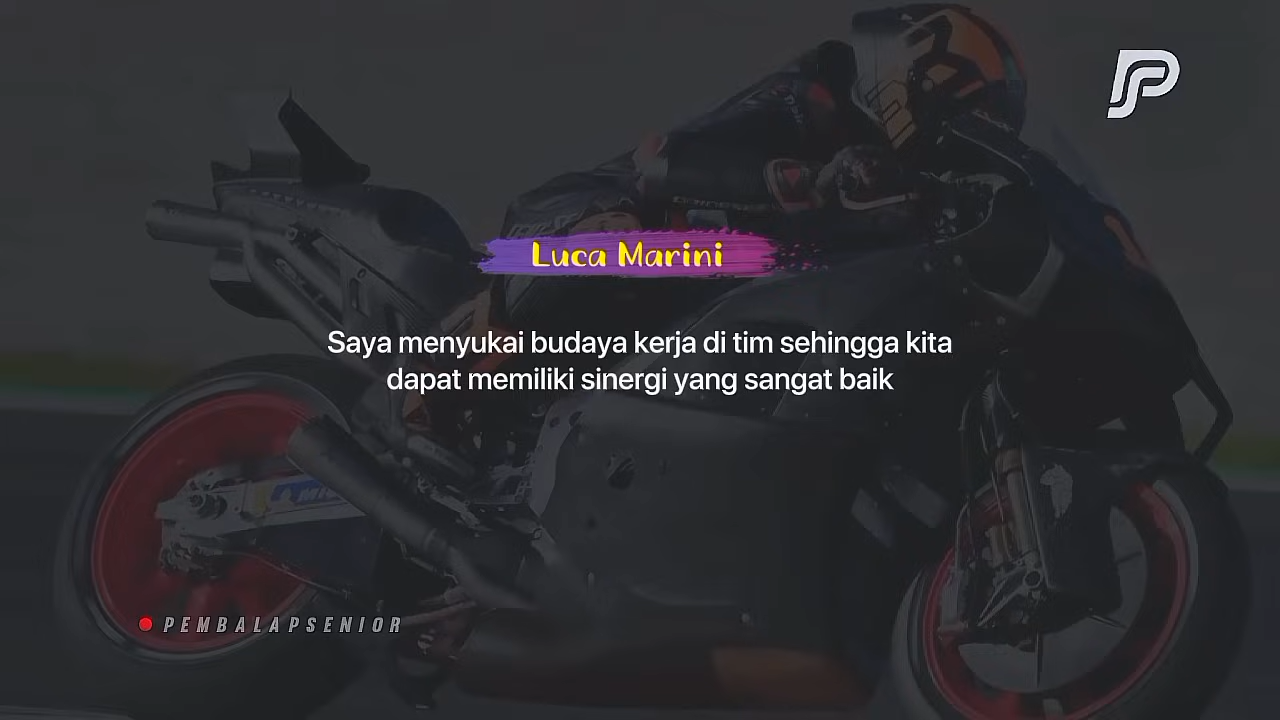 Luca Marini
Saya menyukai budaya kerja di tim sehingga kita
dapat memiliki sinergi yang sangat baik
PEMBALAPSENIOR